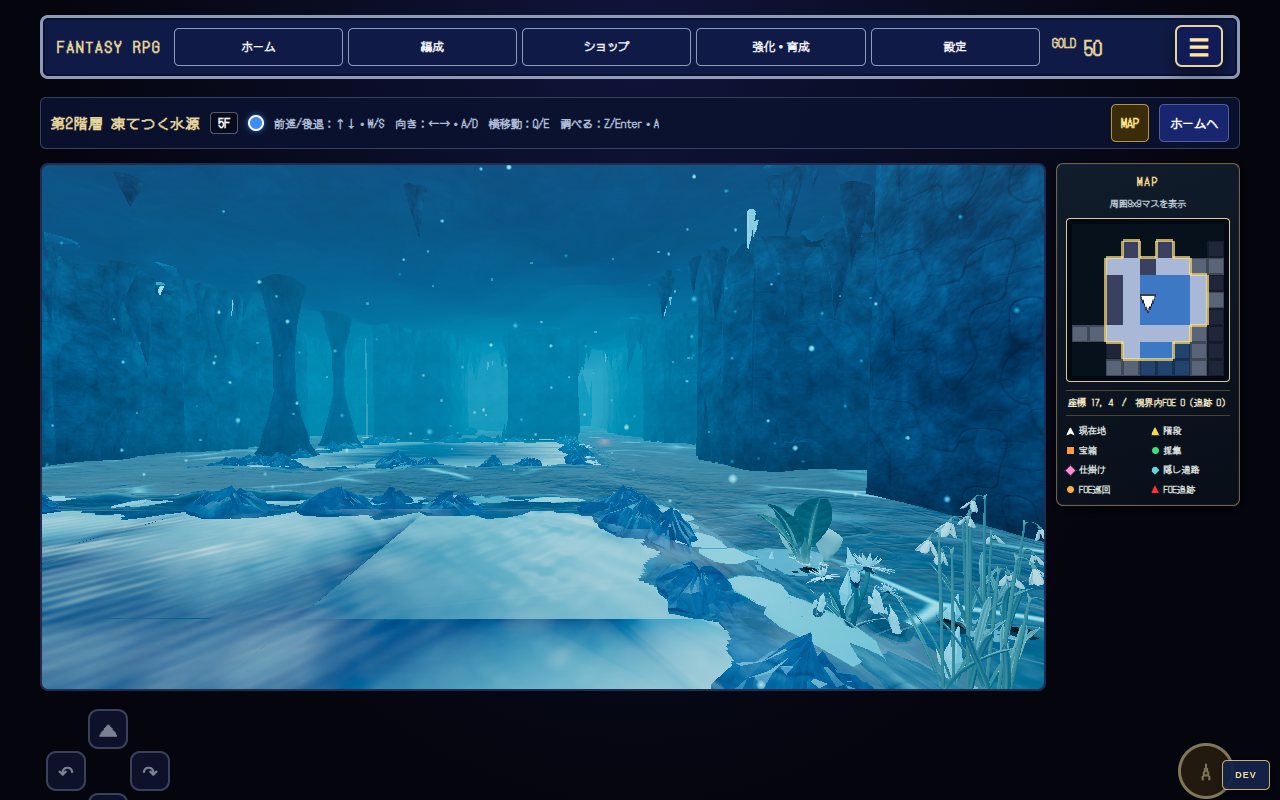 FANTASY RPG
ホーム
編成
ショップ
強化・育成
設定
GOLD 50
第2階層 凍てつく水源
5F
前進/後退:↑↓・W/S 向き:←→・A/D 横移動:Q/E 調べる:Z/Enter・A
MAP
ホームへ
MAP
周囲9x9マスを表示
座標 17, 4 / 視界内FOE 0 (追跡 0)
現在地
階段
宝箱
採集
仕掛け
隠し通路
FOE巡回
FOE追跡
A
DEV